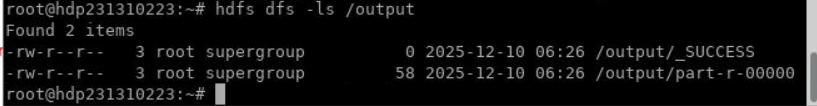 root@hdp231310223:~# hdfs dfs -ls /output
Found 2 items
-rw-r--r--   3 root supergroup          0 2025-12-10 06:26 /output/_SUCCESS
-rw-r--r--   3 root supergroup         58 2025-12-10 06:26 /output/part-r-00000
root@hdp231310223:~#